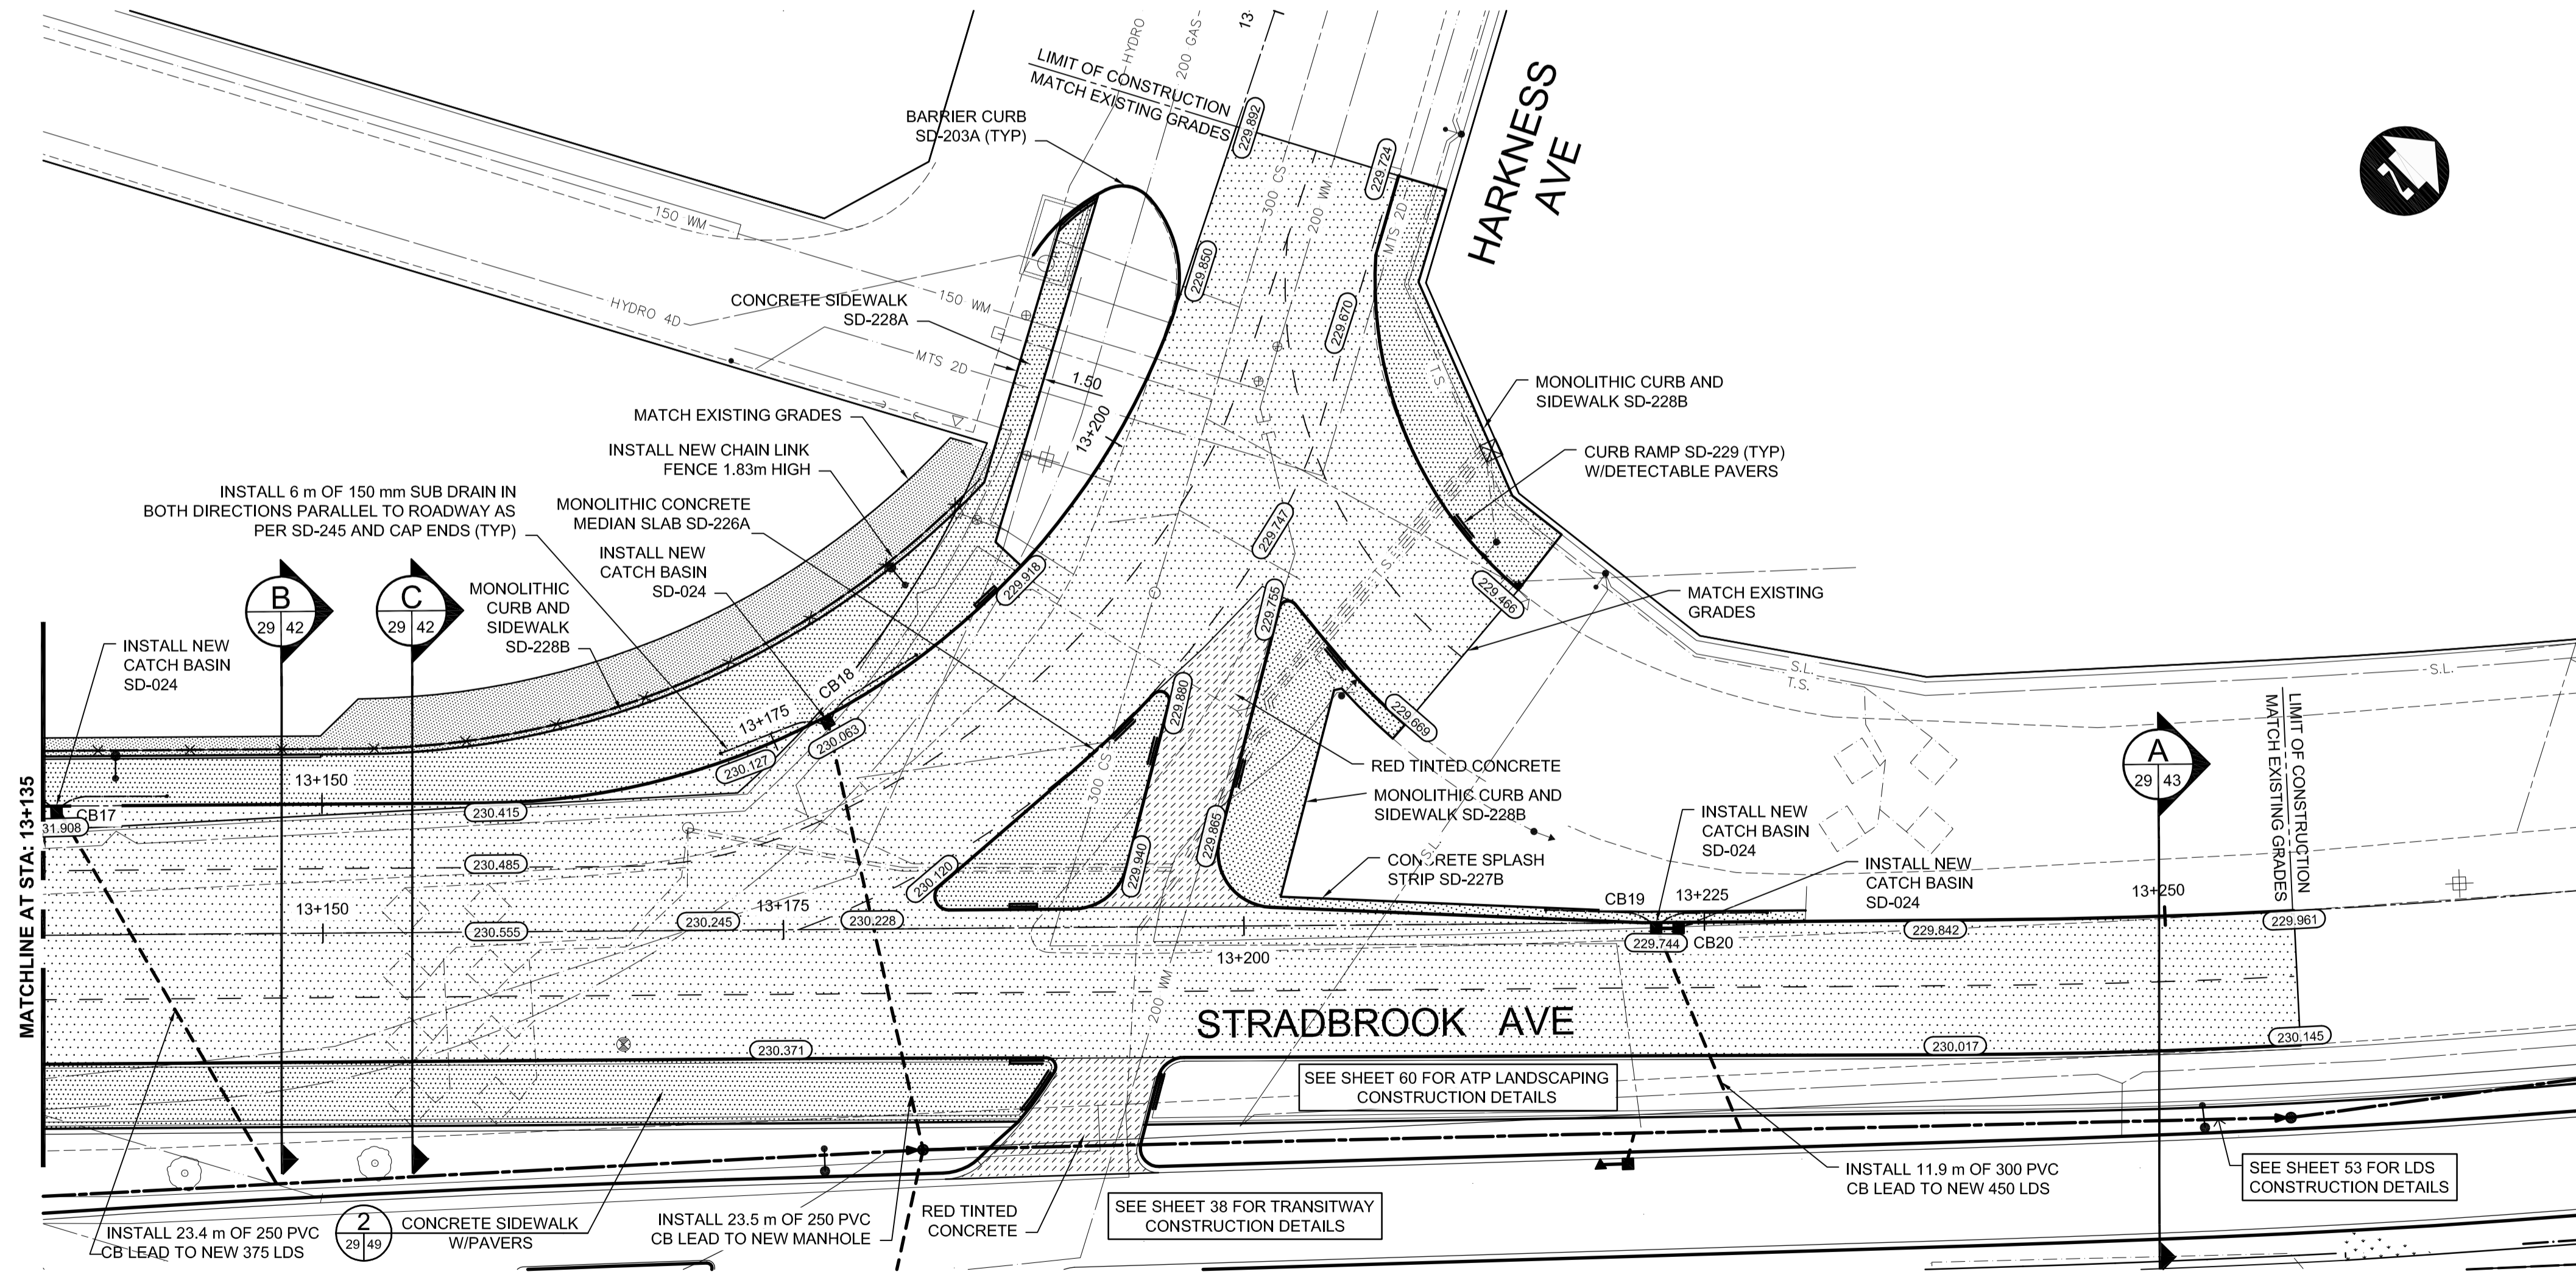 HYDRO
200 GAS
13
LIMIT OF CONSTRUCTION
MATCH EXISTING GRADES
HARKNESS
AVE
BARRIER CURB
SD-203A (TYP)
229.892
229.724
300 CS
200 WM
MTS 2D
150 WM
229.850
229.670
HYDRO 4D
150 WM
CONCRETE SIDEWALK
SD-228A
MTS 2D
1.50
13+200
T.S.
MONOLITHIC CURB AND
SIDEWALK SD-228B
MATCH EXISTING GRADES
INSTALL NEW CHAIN LINK
FENCE 1.83m HIGH
CURB RAMP SD-229 (TYP)
W/DETECTABLE PAVERS
INSTALL 6 m OF 150 mm SUB DRAIN IN
BOTH DIRECTIONS PARALLEL TO ROADWAY AS
PER SD-245 AND CAP ENDS (TYP)
MONOLITHIC CONCRETE
MEDIAN SLAB SD-226A
INSTALL NEW
CATCH BASIN
SD-024
229.747
T.S.
229.918
229.755
229.466
MATCH EXISTING
GRADES
B
29 42
C
29 42
MONOLITHIC
CURB AND
SIDEWALK
SD-228B
INSTALL NEW
CATCH BASIN
SD-024
CB18
13+175
230.063
230.127
229.880
229.669
S.L.
T.S.
S.L.
LIMIT OF CONSTRUCTION
MATCH EXISTING GRADES
A
29 43
RED TINTED CONCRETE
MONOLITHIC CURB AND
SIDEWALK SD-228B
300 CS
MATCHLINE AT STA: 13+135
13+150
CB17
31.908
230.415
230.485
230.120
229.940
229.865
S.L.
CONCRETE SPLASH
STRIP SD-227B
INSTALL NEW
CATCH BASIN
SD-024
INSTALL NEW
CATCH BASIN
SD-024
13+150
230.555
230.245
13+175
230.228
CB19
13+225
13+250
229.744
CB20
229.842
229.961
13+200
200 WM
STRADBROOK AVE
230.371
230.017
230.145
SEE SHEET 60 FOR ATP LANDSCAPING
CONSTRUCTION DETAILS
INSTALL 11.9 m OF 300 PVC
CB LEAD TO NEW 450 LDS
SEE SHEET 53 FOR LDS
CONSTRUCTION DETAILS
INSTALL 23.4 m OF 250 PVC
CB LEAD TO NEW 375 LDS
2
29 49
CONCRETE SIDEWALK
W/PAVERS
INSTALL 23.5 m OF 250 PVC
CB LEAD TO NEW MANHOLE
RED TINTED
CONCRETE
SEE SHEET 38 FOR TRANSITWAY
CONSTRUCTION DETAILS